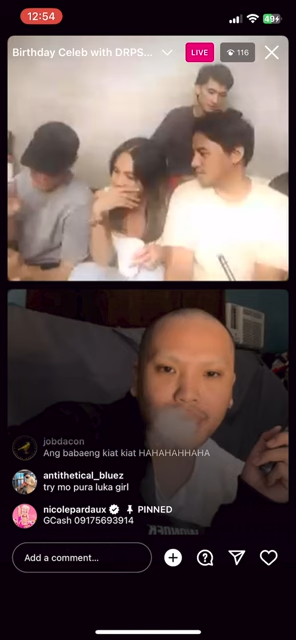 12:54
49
Birthday Celeb with DRPS...
LIVE
116
jobdacon
Ang babaeng kiat kiat HAHAHAHHAHA
antithetical_bluez
try mo pura luka girl
nicolepardaux PINNED
GCash 09175693914
Add a comment...